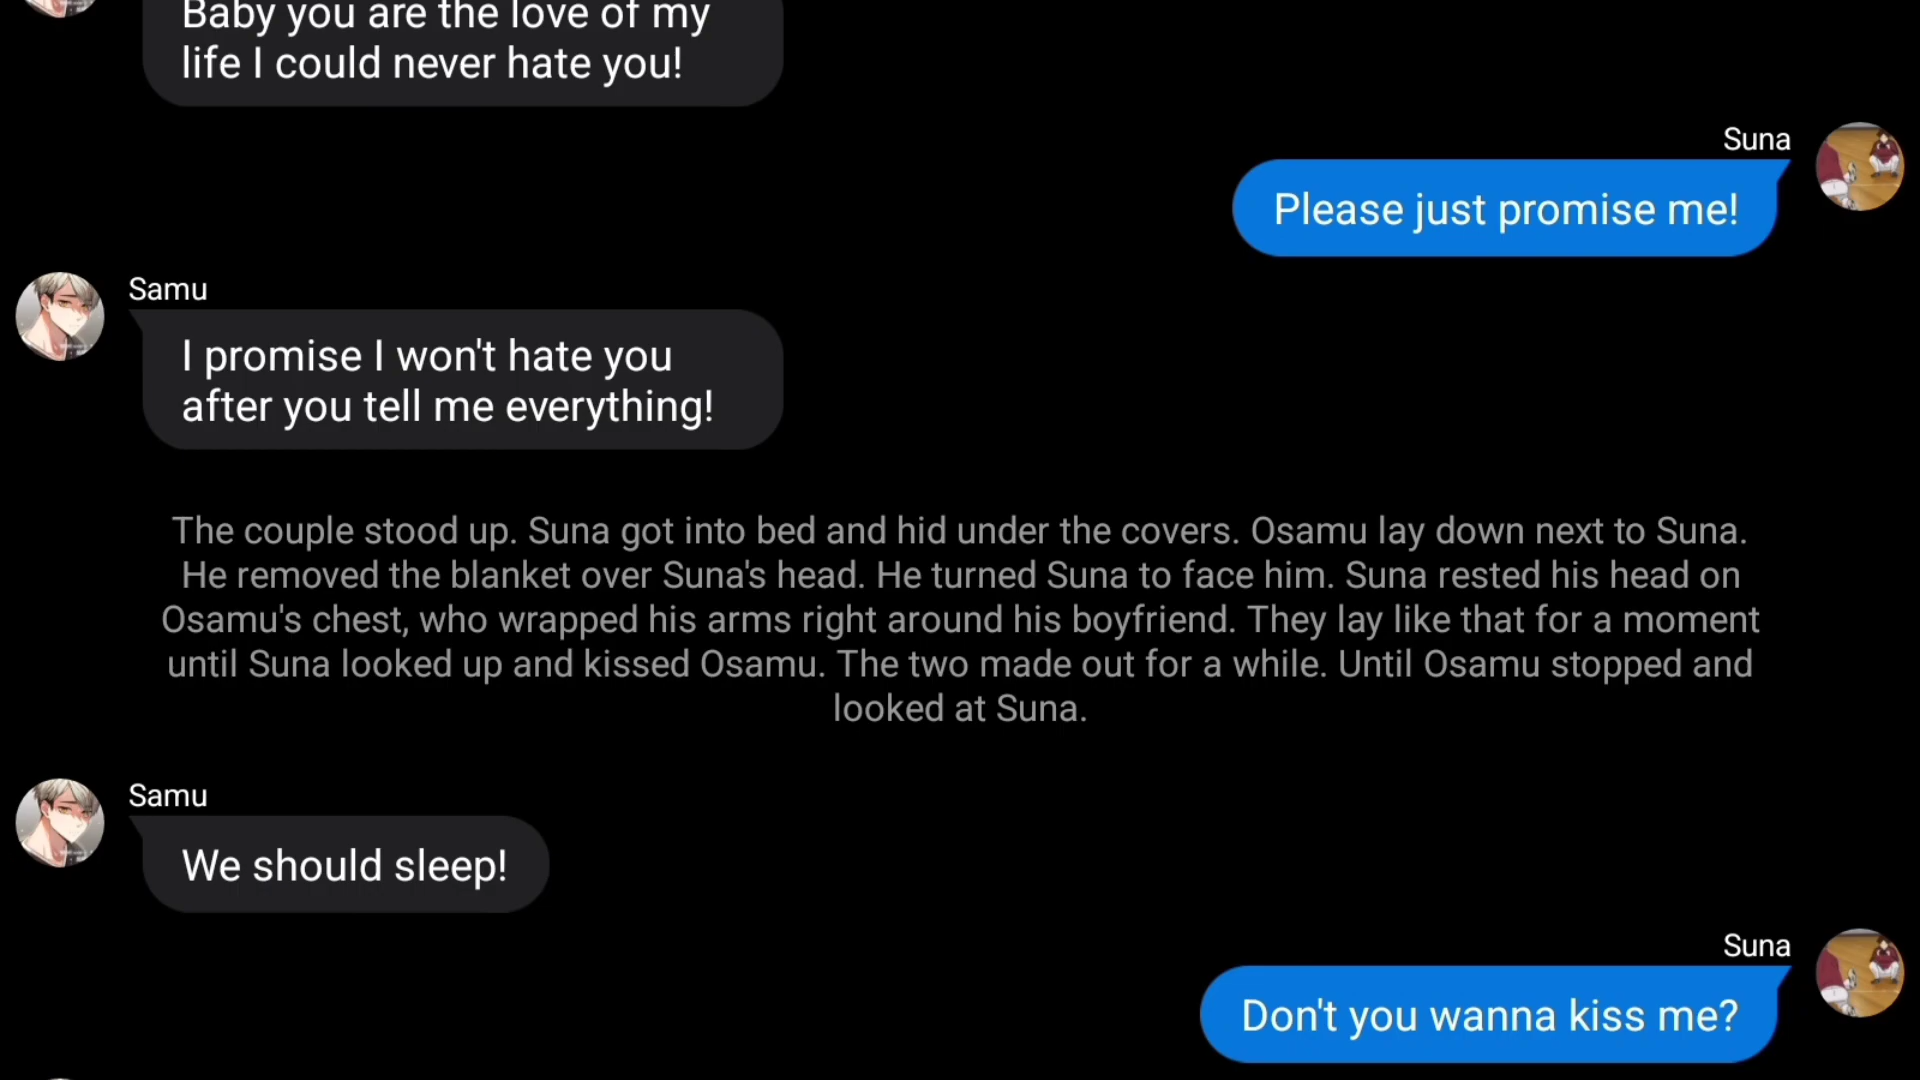 Baby you are the love of my
life I could never hate you!
Suna
Please just promise me!
Samu
I promise I won't hate you
after you tell me everything!
The couple stood up. Suna got into bed and hid under the covers. Osamu lay down next to Suna.
He removed the blanket over Suna's head. He turned Suna to face him. Suna rested his head on
Osamu's chest, who wrapped his arms right around his boyfriend. They lay like that for a moment
until Suna looked up and kissed Osamu. The two made out for a while. Until Osamu stopped and
looked at Suna.
Samu
We should sleep!
Suna
Don't you wanna kiss me?